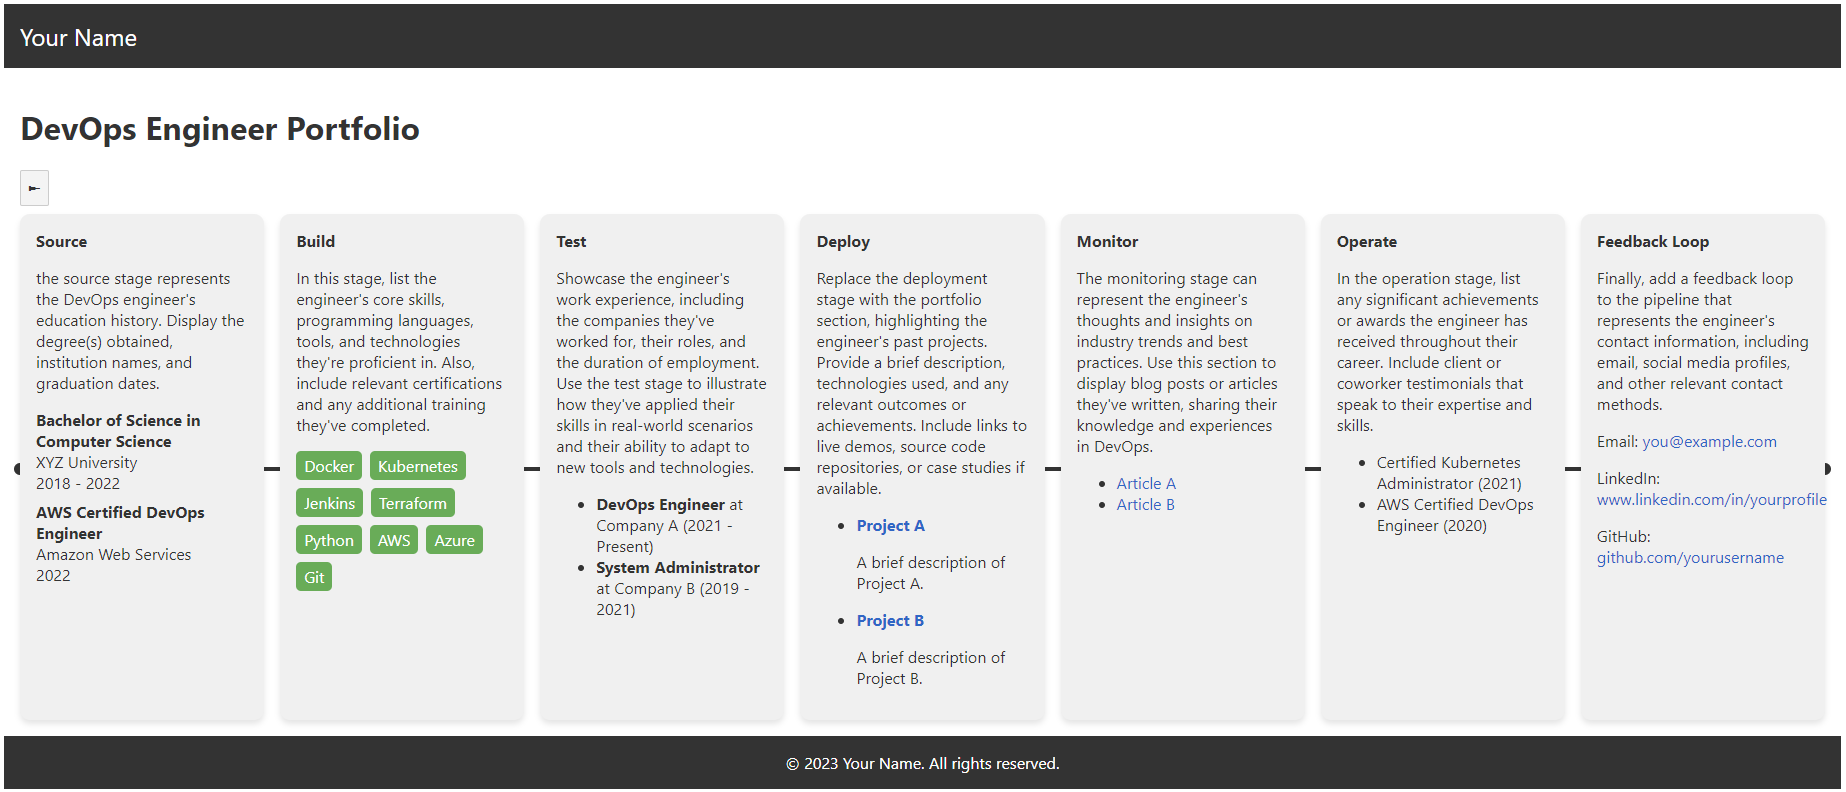 Your Name
DevOps Engineer Portfolio
Source
the source stage represents
the DevOps engineer's
education history. Display the
degree(s) obtained,
institution names, and
graduation dates.
Bachelor of Science in
Computer Science
XYZ University
2018 - 2022
AWS Certified DevOps
Engineer
Amazon Web Services
2022
Build
In this stage, list the
engineer's core skills,
programming languages,
tools, and technologies
they're proficient in. Also,
include relevant certifications
and any additional training
they've completed.
Docker Kubernetes
Jenkins Terraform
Python AWS Azure
Git
Test
Showcase the engineer's
work experience, including
the companies they've
worked for, their roles, and
the duration of employment.
Use the test stage to illustrate
how they've applied their
skills in real-world scenarios
and their ability to adapt to
new tools and technologies.
• DevOps Engineer at
Company A (2021 -
Present)
• System Administrator
at Company B (2019 -
2021)
Deploy
Replace the deployment
stage with the portfolio
section, highlighting the
engineer's past projects.
Provide a brief description,
technologies used, and any
relevant outcomes or
achievements. Include links to
live demos, source code
repositories, or case studies if
available.
• Project A
A brief description of
Project A.
• Project B
A brief description of
Project B.
Monitor
The monitoring stage can
represent the engineer's
thoughts and insights on
industry trends and best
practices. Use this section to
display blog posts or articles
they've written, sharing their
knowledge and experiences
in DevOps.
• Article A
• Article B
Operate
In the operation stage, list
any significant achievements
or awards the engineer has
received throughout their
career. Include client or
coworker testimonials that
speak to their expertise and
skills.
• Certified Kubernetes
Administrator (2021)
• AWS Certified DevOps
Engineer (2020)
Feedback Loop
Finally, add a feedback loop
to the pipeline that
represents the engineer's
contact information, including
email, social media profiles,
and other relevant contact
methods.
Email: you@example.com
LinkedIn:
www.linkedin.com/in/yourprofile
GitHub:
github.com/yourusername
© 2023 Your Name. All rights reserved.